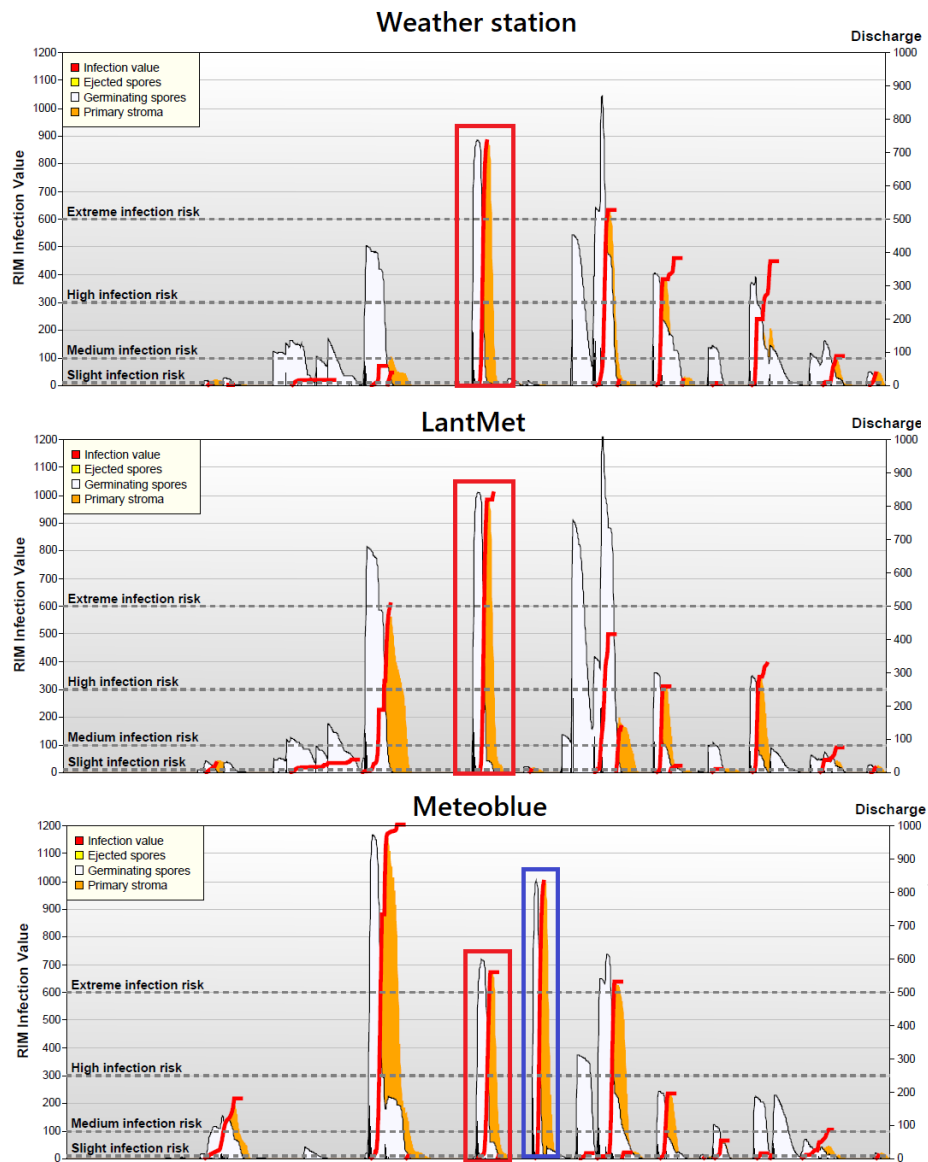 Weather station
Discharge
1200 1000
1100
Infection value
Ejected spores
Germinating spores
Primary stroma
900
1000
900 800
800 700
700 600
Extreme infection risk
600 500
500 400
400
High infection risk
300
300
200 200
Medium infection risk
100 100
Slight infection risk
0 0
RIM Infection Value
LantMet
Discharge
1200 1000
1100
Infection value
Ejected spores
Germinating spores
Primary stroma
900
1000
900 800
800 700
700 600
Extreme infection risk
600 500
500 400
400
High infection risk
300
300
200 200
Medium infection risk
100 100
Slight infection risk
0 0
RIM Infection Value
Meteoblue
Discharge
1200 1000
1100
Infection value
Ejected spores
Germinating spores
Primary stroma
900
1000
900 800
800 700
700 600
Extreme infection risk
600 500
500 400
400
High infection risk
300
300
200 200
Medium infection risk
100 100
Slight infection risk
0 0
RIM Infection Value